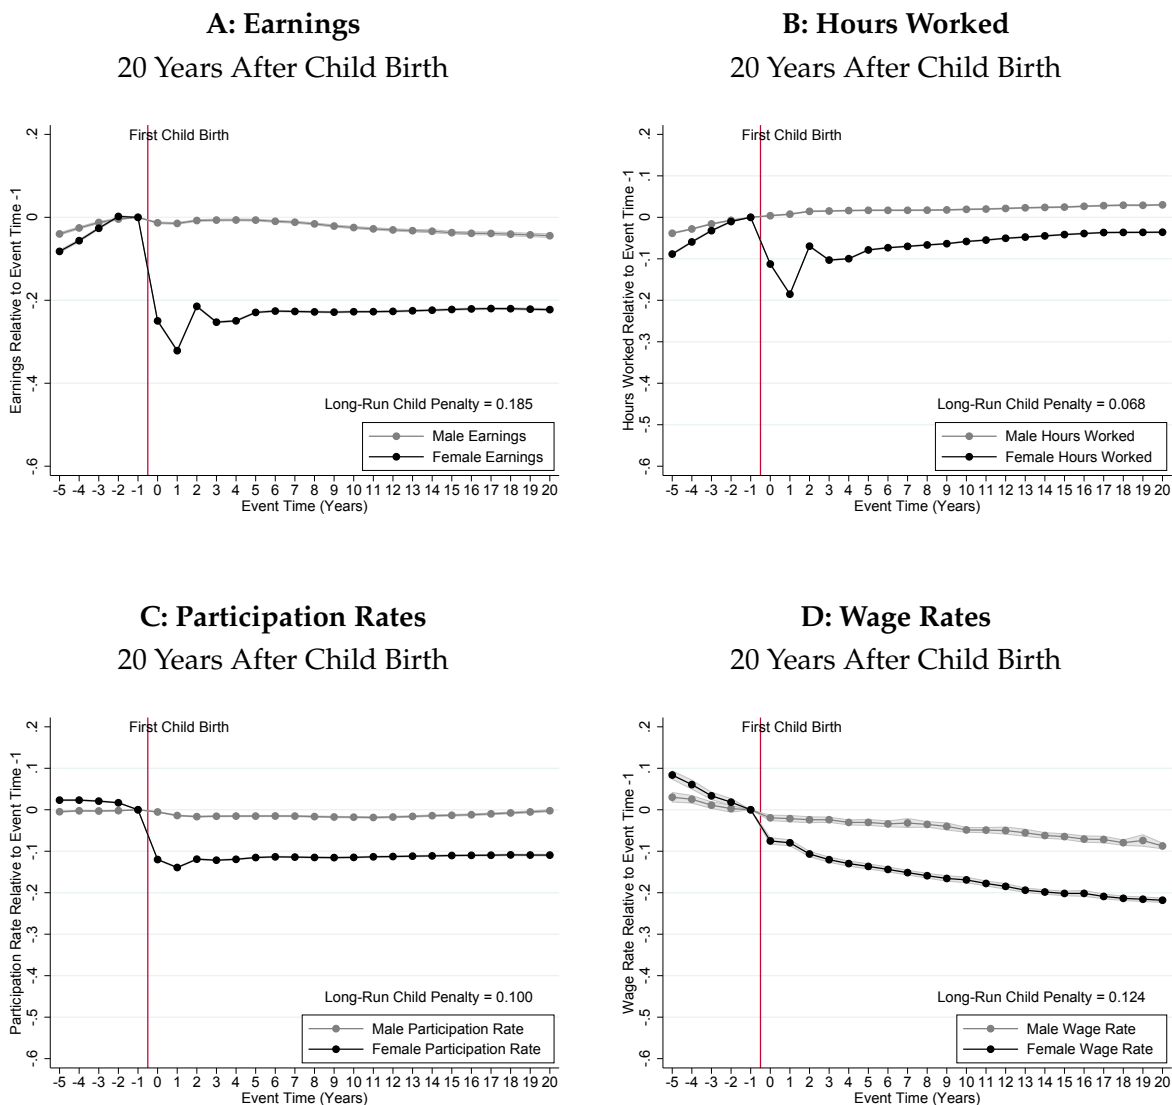 A: Earnings
20 Years After Child Birth
First Child Birth
Earnings Relative to Event Time -1
.2
0
-.2
-.4
-.6
Long-Run Child Penalty = 0.185
Male Earnings
Female Earnings
-5 -4 -3 -2 -1 0 1 2 3 4 5 6 7 8 9 10 11 12 13 14 15 16 17 18 19 20
Event Time (Years)
B: Hours Worked
20 Years After Child Birth
First Child Birth
Hours Worked Relative to Event Time -1
.2
.1
0
-.1
-.2
-.3
-.4
-.5
-.6
Long-Run Child Penalty = 0.068
Male Hours Worked
Female Hours Worked
-5 -4 -3 -2 -1 0 1 2 3 4 5 6 7 8 9 10 11 12 13 14 15 16 17 18 19 20
Event Time (Years)
C: Participation Rates
20 Years After Child Birth
First Child Birth
Participation Rate Relative to Event Time -1
.2
.1
0
-.1
-.2
-.3
-.4
-.5
-.6
Long-Run Child Penalty = 0.100
Male Participation Rate
Female Participation Rate
-5 -4 -3 -2 -1 0 1 2 3 4 5 6 7 8 9 10 11 12 13 14 15 16 17 18 19 20
Event Time (Years)
D: Wage Rates
20 Years After Child Birth
First Child Birth
Wage Rate Relative to Event Time -1
.2
.1
0
-.1
-.2
-.3
-.4
-.5
-.6
Long-Run Child Penalty = 0.124
Male Wage Rate
Female Wage Rate
-5 -4 -3 -2 -1 0 1 2 3 4 5 6 7 8 9 10 11 12 13 14 15 16 17 18 19 20
Event Time (Years)